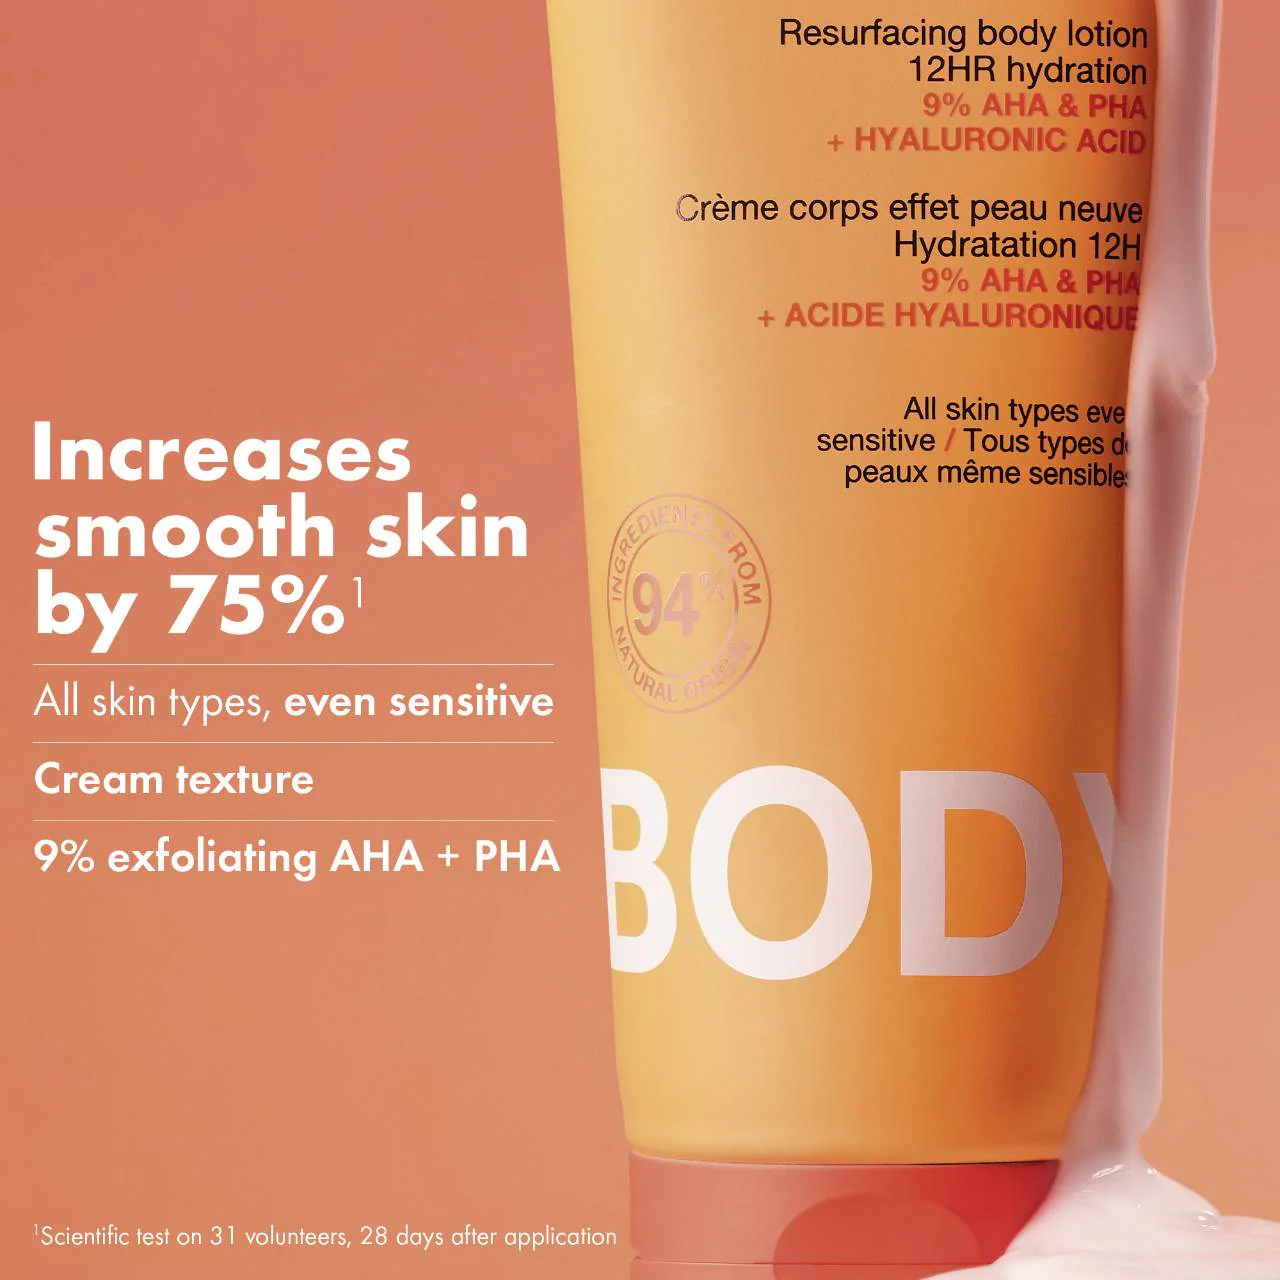 Resurfacing body lotion
12HR hydration
9% AHA & PHA
+ HYALURONIC ACID
Crème corps effet peau neuve
Hydratation 12H
9% AHA & PHA
+ ACIDE HYALURONIQUE
All skin types eve
sensitive / Tous types de
peaux même sensibles
INGREDIENTS FROM
94%
NATURAL ORIGIN
BODY
Increases
smooth skin
by 75%¹
All skin types, even sensitive
Cream texture
9% exfoliating AHA + PHA
¹Scientific test on 31 volunteers, 28 days after application